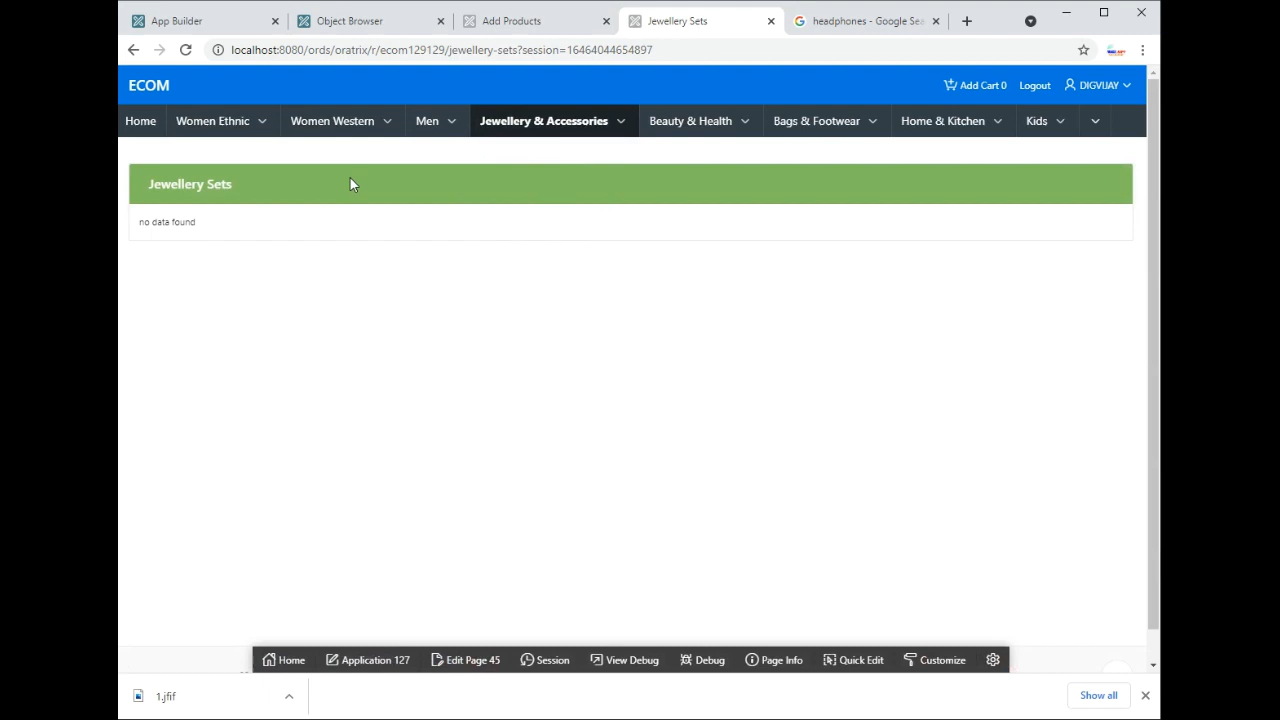 App Builder
Object Browser
Add Products
Jewellery Sets
headphones - Google Sea
localhost:8080/ords/oratrix/r/ecom129129/jewellery-sets?session=16464044654897
ECOM
Add Cart 0
Logout
DIGVIJAY
Home
Women Ethnic
Women Western
Men
Jewellery & Accessories
Beauty & Health
Bags & Footwear
Home & Kitchen
Kids
Jewellery Sets
no data found
Home
Application 127
Edit Page 45
Session
View Debug
Debug
Page Info
Quick Edit
Customize
1.jfif
Show all